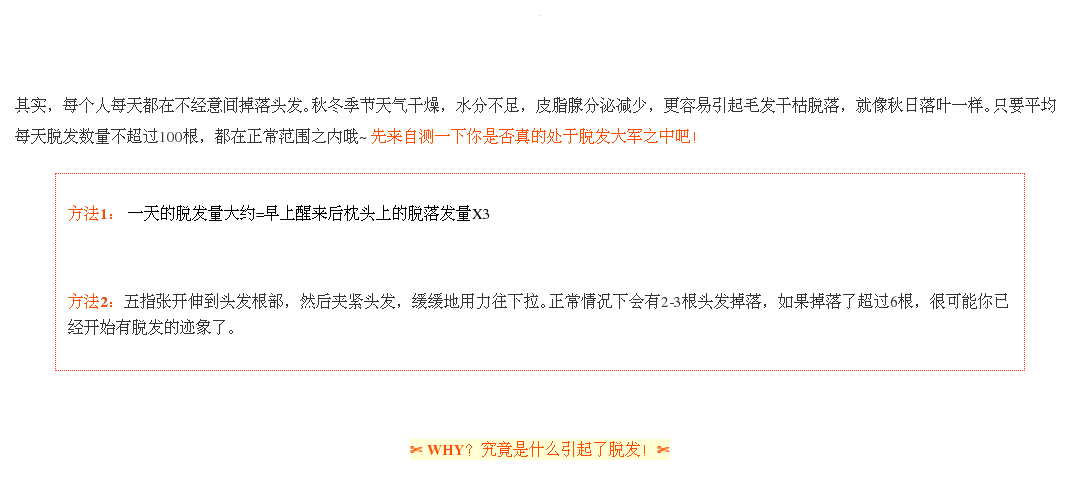 其实，每个人每天都在不经意间掉落头发。秋冬季节天气干燥，水分不足，皮脂腺分泌减少，更容易引起毛发干枯脱落，就像秋日落叶一样。只要平均
每天脱发数量不超过100根，都在正常范围之内哦~ 先来自测一下你是否真的处于脱发大军之中吧！
方法1： 一天的脱发量大约=早上醒来后枕头上的脱落发量X3
方法2：五指张开伸到头发根部，然后夹紧头发，缓缓地用力往下拉。正常情况下会有2-3根头发掉落，如果掉落了超过6根，很可能你已
经开始有脱发的迹象了。
✄ WHY？究竟是什么引起了脱发！✄